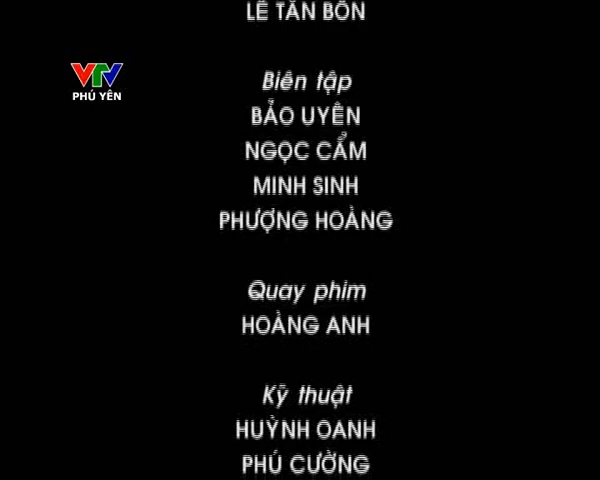 LÊ TẤN BỔN
VTV
PHÚ YÊN
Biên tập
BẢO UYÊN
NGỌC CẨM
MINH SINH
PHƯỢNG HOÀNG
Quay phim
HOÀNG ANH
Kỹ thuật
HUỲNH OANH
PHÚ CƯỜNG